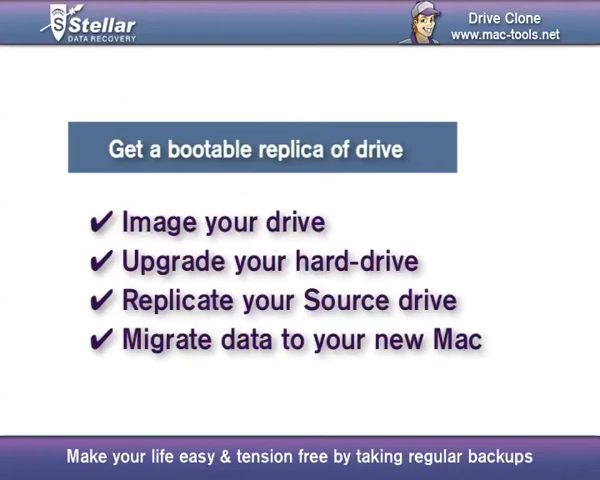 Stellar
DATA RECOVERY
Drive Clone
www.mac-tools.net
Get a bootable replica of drive
✔ Image your drive
✔ Upgrade your hard-drive
✔ Replicate your Source drive
✔ Migrate data to your new Mac
Make your life easy & tension free by taking regular backups